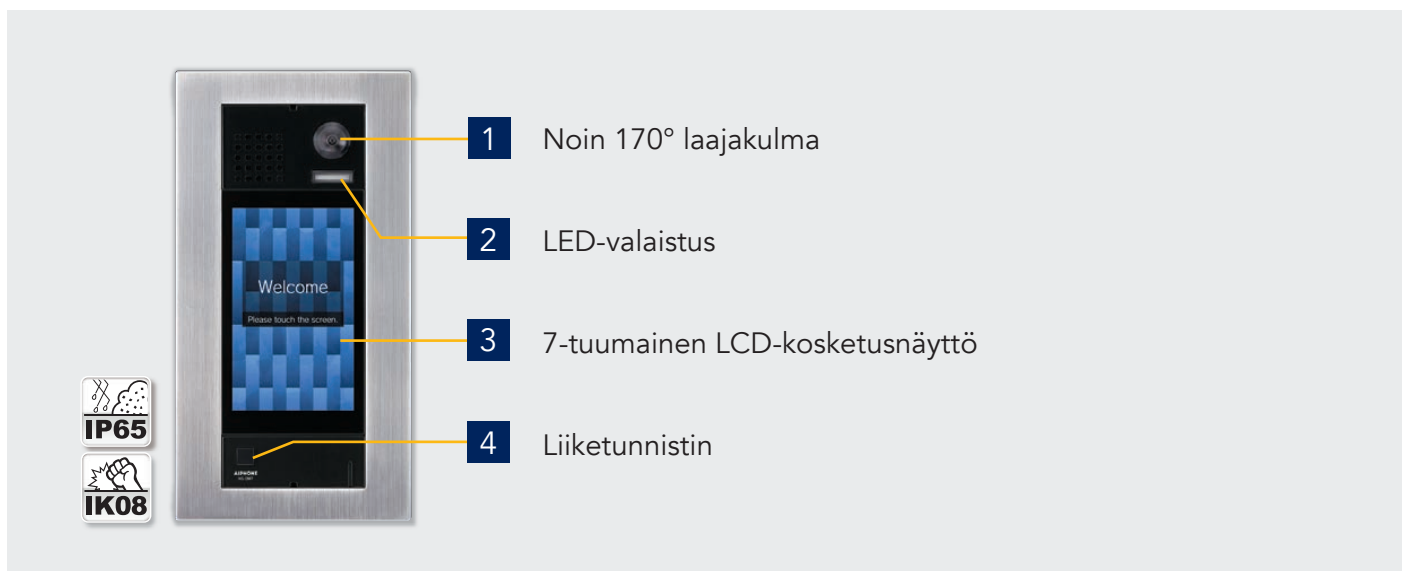 1 Noin 170° laajakulma
2 LED-valaistus
Welcome
Please touch the screen.
3 7-tuumainen LCD-kosketusnäyttö
IP65
4 Liiketunnistin
AIPHONE
IK08